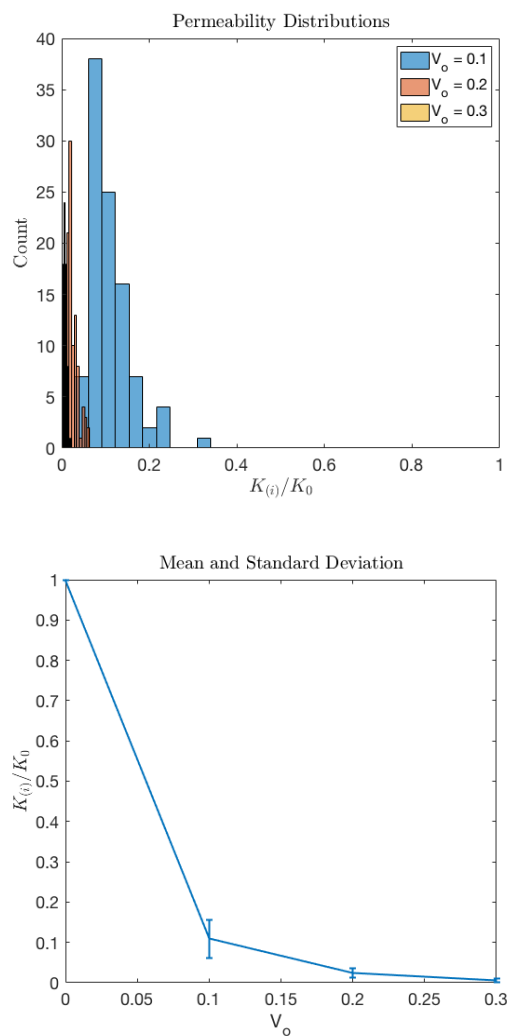 Permeability Distributions
40
35
30
25
20
15
10
5
0
Count
V_o = 0.1
V_o = 0.2
V_o = 0.3
0 0.2 0.4 0.6 0.8 1
K_(i)/K_0
Mean and Standard Deviation
1
0.9
0.8
0.7
0.6
0.5
0.4
0.3
0.2
0.1
0
K_(i)/K_0
0 0.05 0.1 0.15 0.2 0.25 0.3
V_o